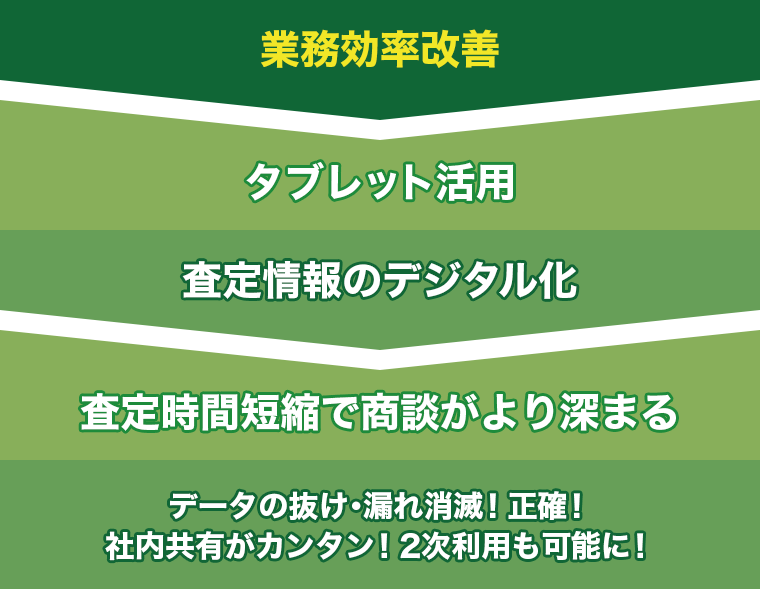 業務効率改善
タブレット活用
査定情報のデジタル化
査定時間短縮で商談がより深まる
データの抜け・漏れ消滅！正確！
社内共有がカンタン！2次利用も可能に！